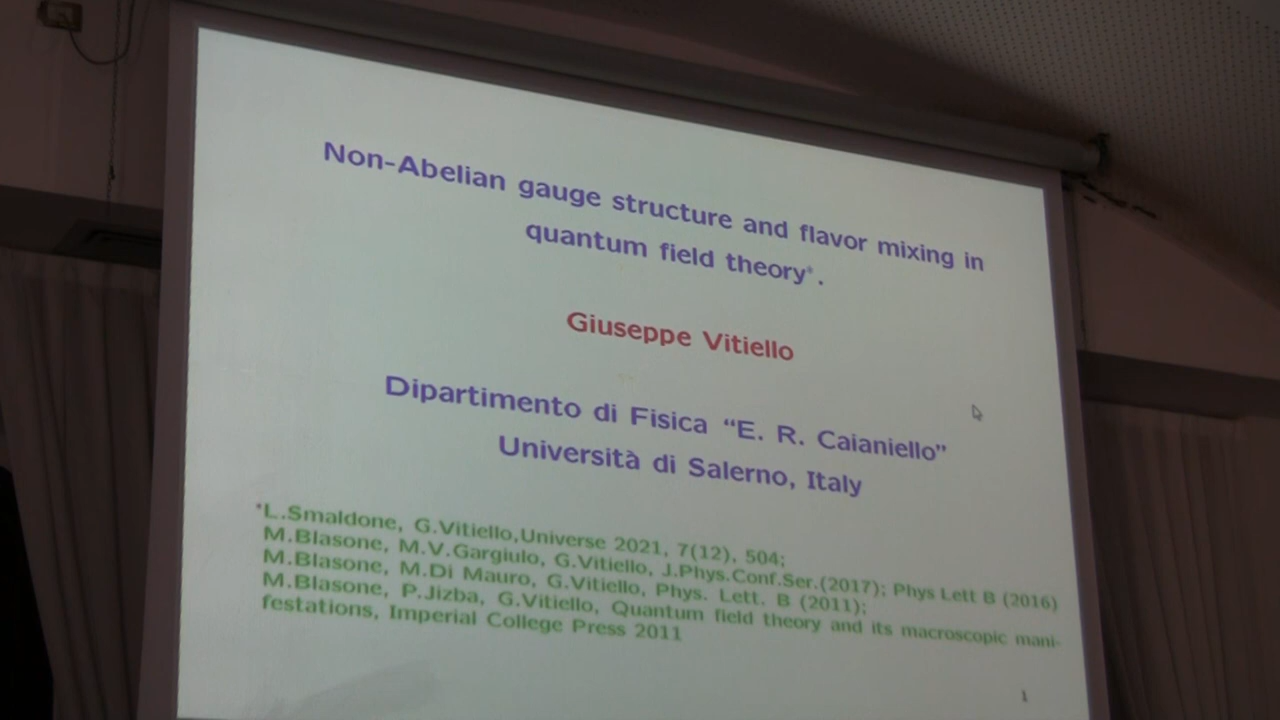 Non-Abelian gauge structure and flavor mixing in
quantum field theory*.
Giuseppe Vitiello
Dipartimento di Fisica “E. R. Caianiello”
Università di Salerno, Italy
*L.Smaldone, G.Vitiello,Universe 2021, 7(12), 504;
M.Blasone, M.V.Gargiulo, G.Vitiello, J.Phys.Conf.Ser.(2017); Phys Lett B (2016)
M.Blasone, M.Di Mauro, G.Vitiello, Phys. Lett. B (2011);
M.Blasone, P.Jizba, G.Vitiello, Quantum field theory and its macroscopic mani-
festations, Imperial College Press 2011
1